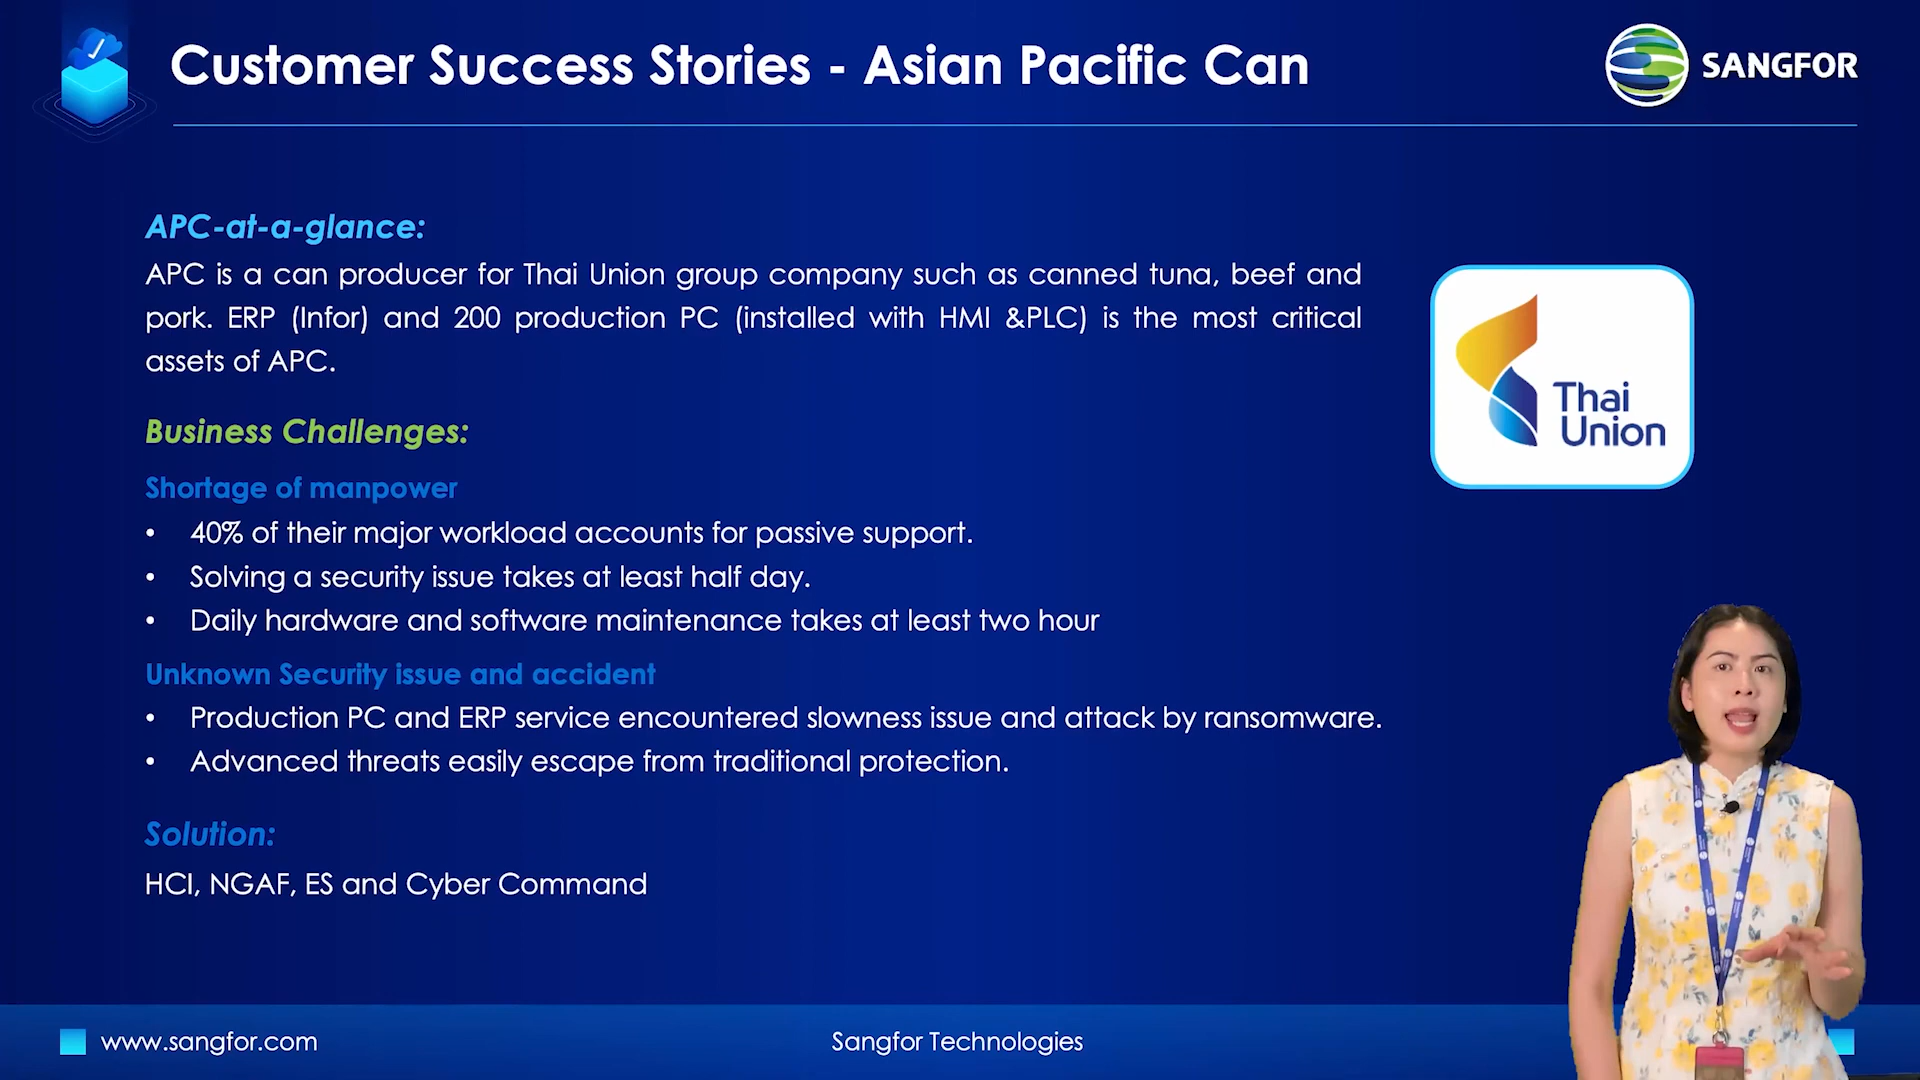 Customer Success Stories - Asian Pacific Can
SANGFOR
APC-at-a-glance:
APC is a can producer for Thai Union group company such as canned tuna, beef and
pork. ERP (Infor) and 200 production PC (installed with HMI &PLC) is the most critical
assets of APC.
Thai
Union
Business Challenges:
Shortage of manpower
• 40% of their major workload accounts for passive support.
• Solving a security issue takes at least half day.
• Daily hardware and software maintenance takes at least two hour
Unknown Security issue and accident
• Production PC and ERP service encountered slowness issue and attack by ransomware.
• Advanced threats easily escape from traditional protection.
Solution:
HCI, NGAF, ES and Cyber Command
www.sangfor.com
Sangfor Technologies